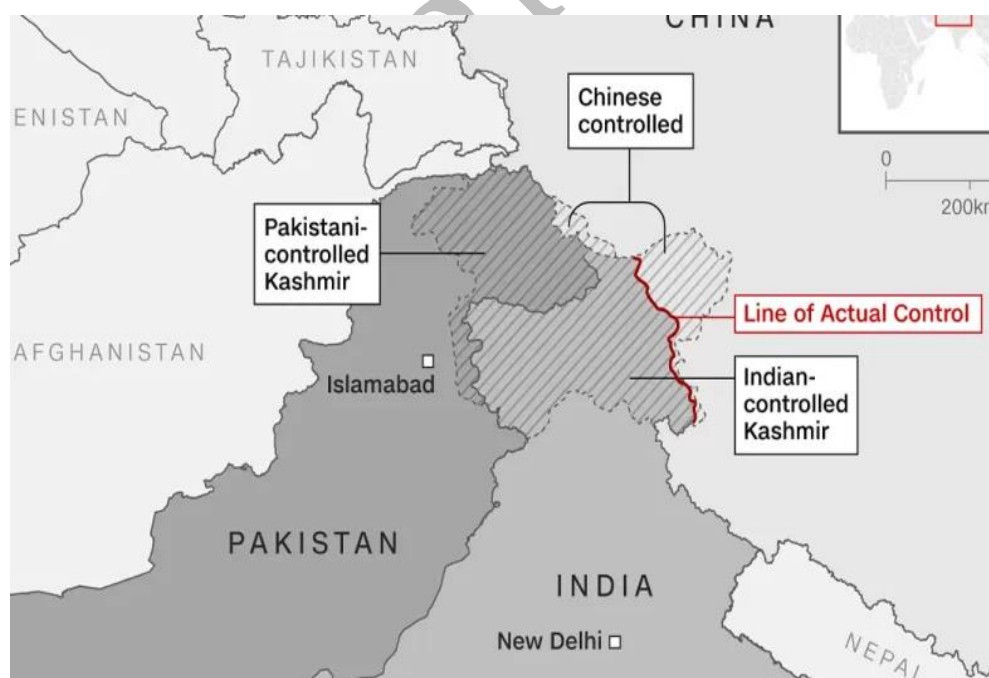 CHINA
TAJIKISTAN
ENISTAN
Chinese
controlled
0
200km
Pakistani-
controlled
Kashmir
Line of Actual Control
AFGHANISTAN
Islamabad
Indian-
controlled
Kashmir
PAKISTAN
INDIA
New Delhi
NEPAL